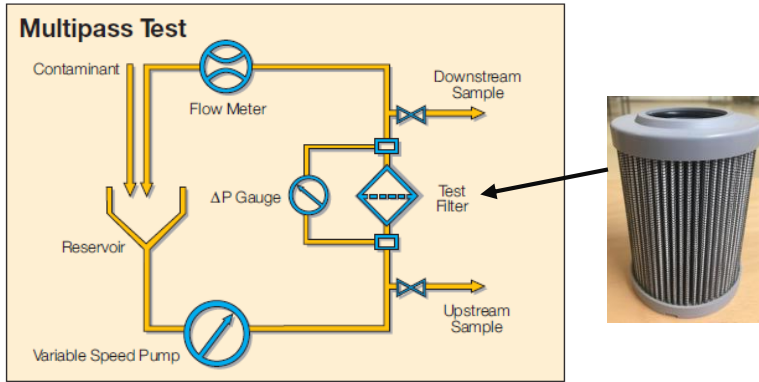 Multipass Test
Contaminant
Flow Meter
Downstream
Sample
ΔP Gauge
Test
Filter
Reservoir
Upstream
Sample
Variable Speed Pump